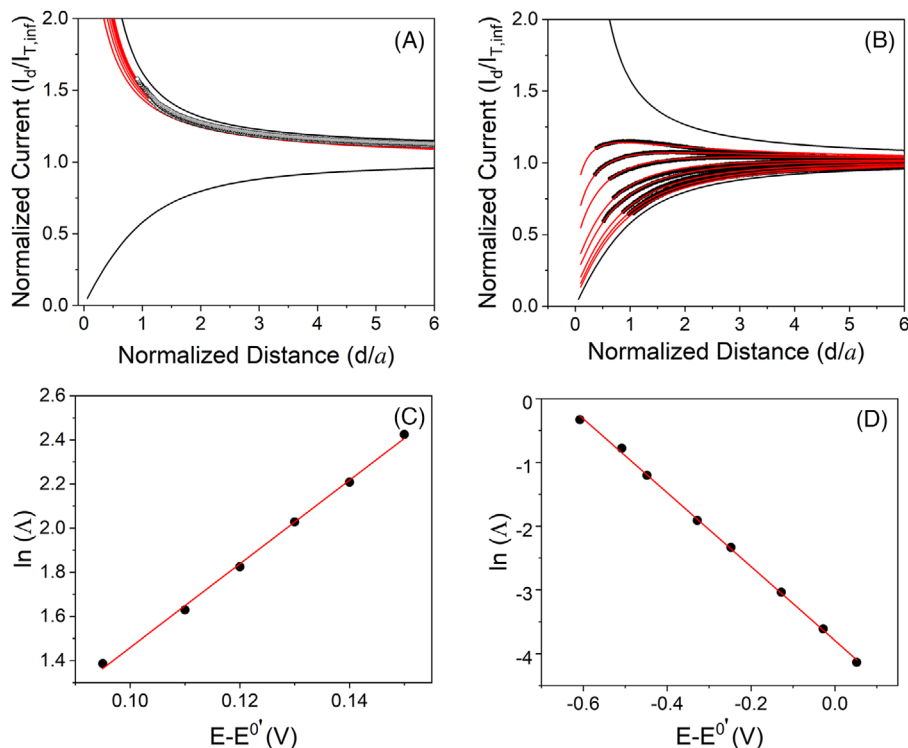 (A)
Normalized Current (I_d/I_T,inf)
2.0
1.5
1.0
0.5
0.0
0 1 2 3 4 5 6
Normalized Distance (d/a)
(B)
Normalized Current (I_d/I_T,inf)
2.0
1.5
1.0
0.5
0.0
0 1 2 3 4 5 6
Normalized Distance (d/a)
(C)
ln (Λ)
2.6
2.4
2.2
2.0
1.8
1.6
1.4
0.10 0.12 0.14
E-E⁰' (V)
(D)
ln (Λ)
0
-1
-2
-3
-4
-0.6 -0.4 -0.2 0.0
E-E⁰' (V)